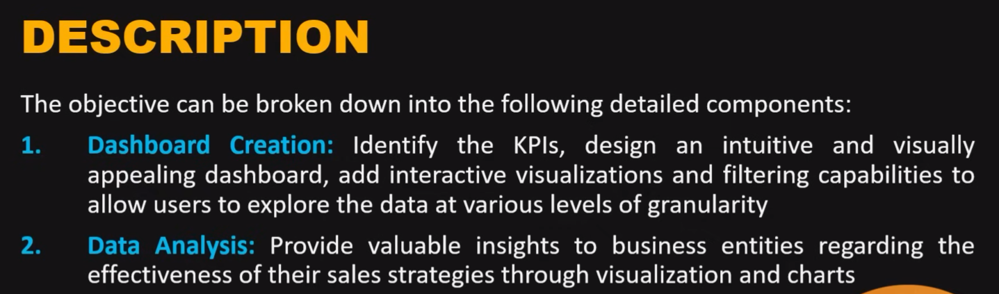 DESCRIPTION
The objective can be broken down into the following detailed components:
1. Dashboard Creation: Identify the KPIs, design an intuitive and visually
appealing dashboard, add interactive visualizations and filtering capabilities to
allow users to explore the data at various levels of granularity
2. Data Analysis: Provide valuable insights to business entities regarding the
effectiveness of their sales strategies through visualization and charts